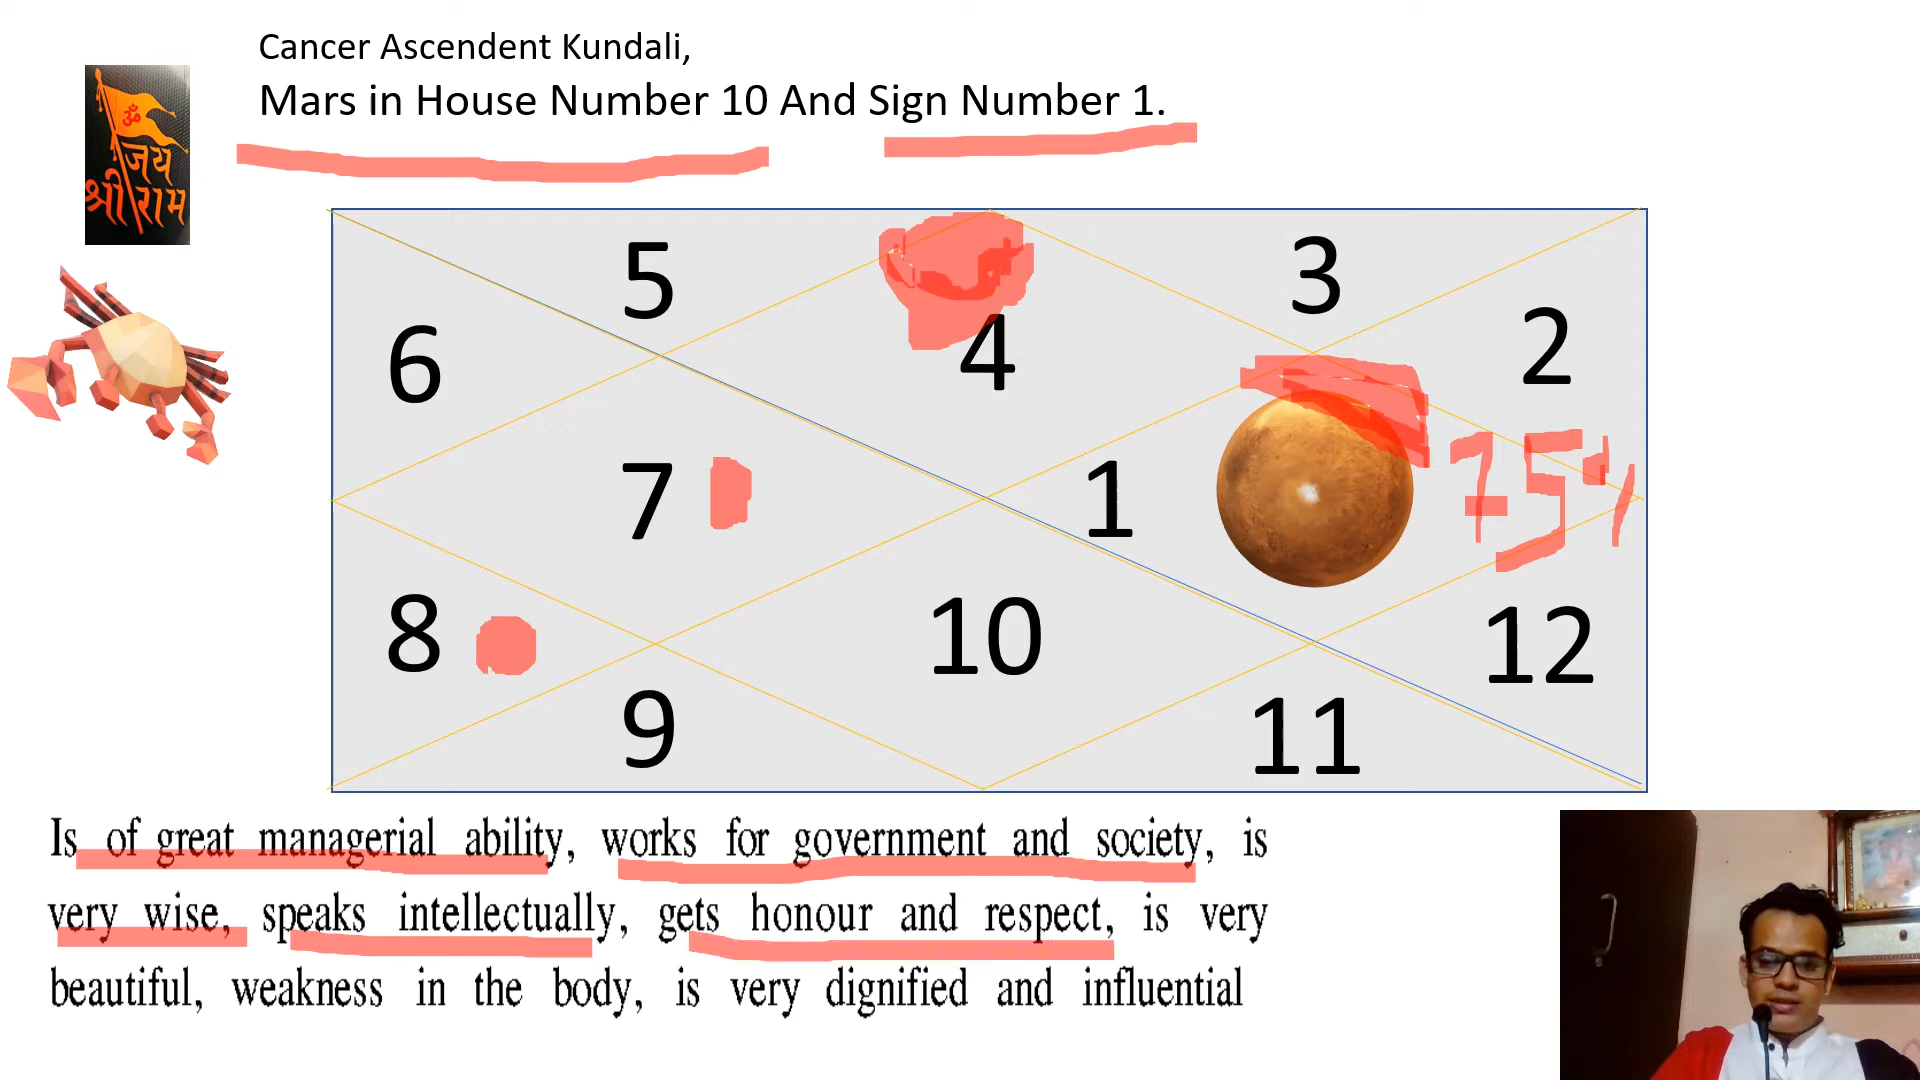 Cancer Ascendent Kundali,
Mars in House Number 10 And Sign Number 1.
ॐ
जय
श्री राम
5
3
6
4
2
7
1
75%
8
10
12
9
11
Is of great managerial ability, works for government and society, is
very wise, speaks intellectually, gets honour and respect, is very
beautiful, weakness in the body, is very dignified and influential